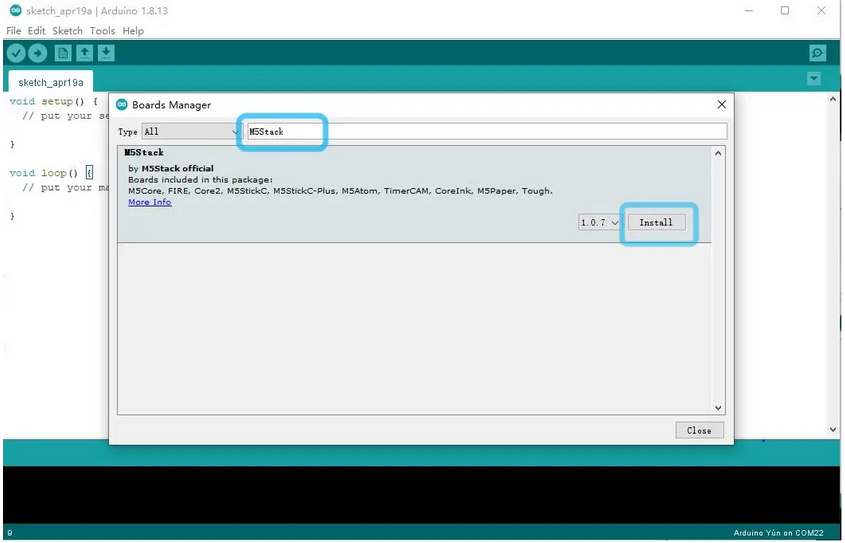 sketch_apr19a | Arduino 1.8.13
File Edit Sketch Tools Help
sketch_apr19a
void setup() {
// put your se
}
void loop() {
// put your ma
}
Boards Manager
Type All M5Stack
M5Stack
by M5Stack official
Boards included in this package:
M5Core, FIRE, Core2, M5StickC, M5StickC-Plus, M5Atom, TimerCAM, CoreInk, M5Paper, Tough.
More Info
1.0.7 Install
Close
9 Arduino Yún on COM22